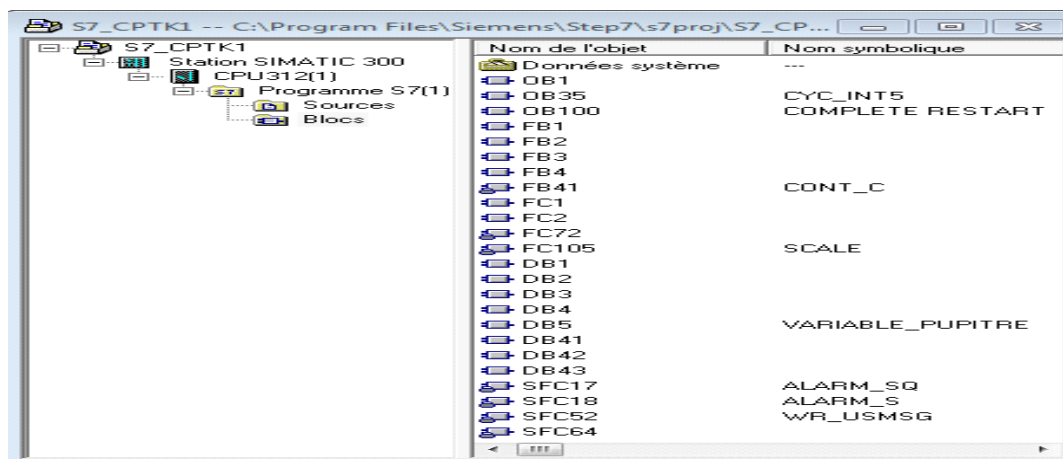 S7_CPTK1 -- C:\Program Files\Siemens\Step7\s7proj\S7_CP...
S7_CPTK1
Station SIMATIC 300
CPU312(1)
Programme S7(1)
Sources
Blocs
Nom de l'objet Nom symbolique
Données système ---
OB1
OB35 CYC_INT5
OB100 COMPLETE RESTART
FB1
FB2
FB3
FB4
FB41 CONT_C
FC1
FC2
FC72
FC105 SCALE
DB1
DB2
DB3
DB4
DB5 VARIABLE_PUPITRE
DB41
DB42
DB43
SFC17 ALARM_SQ
SFC18 ALARM_S
SFC52 WR_USMSG
SFC64